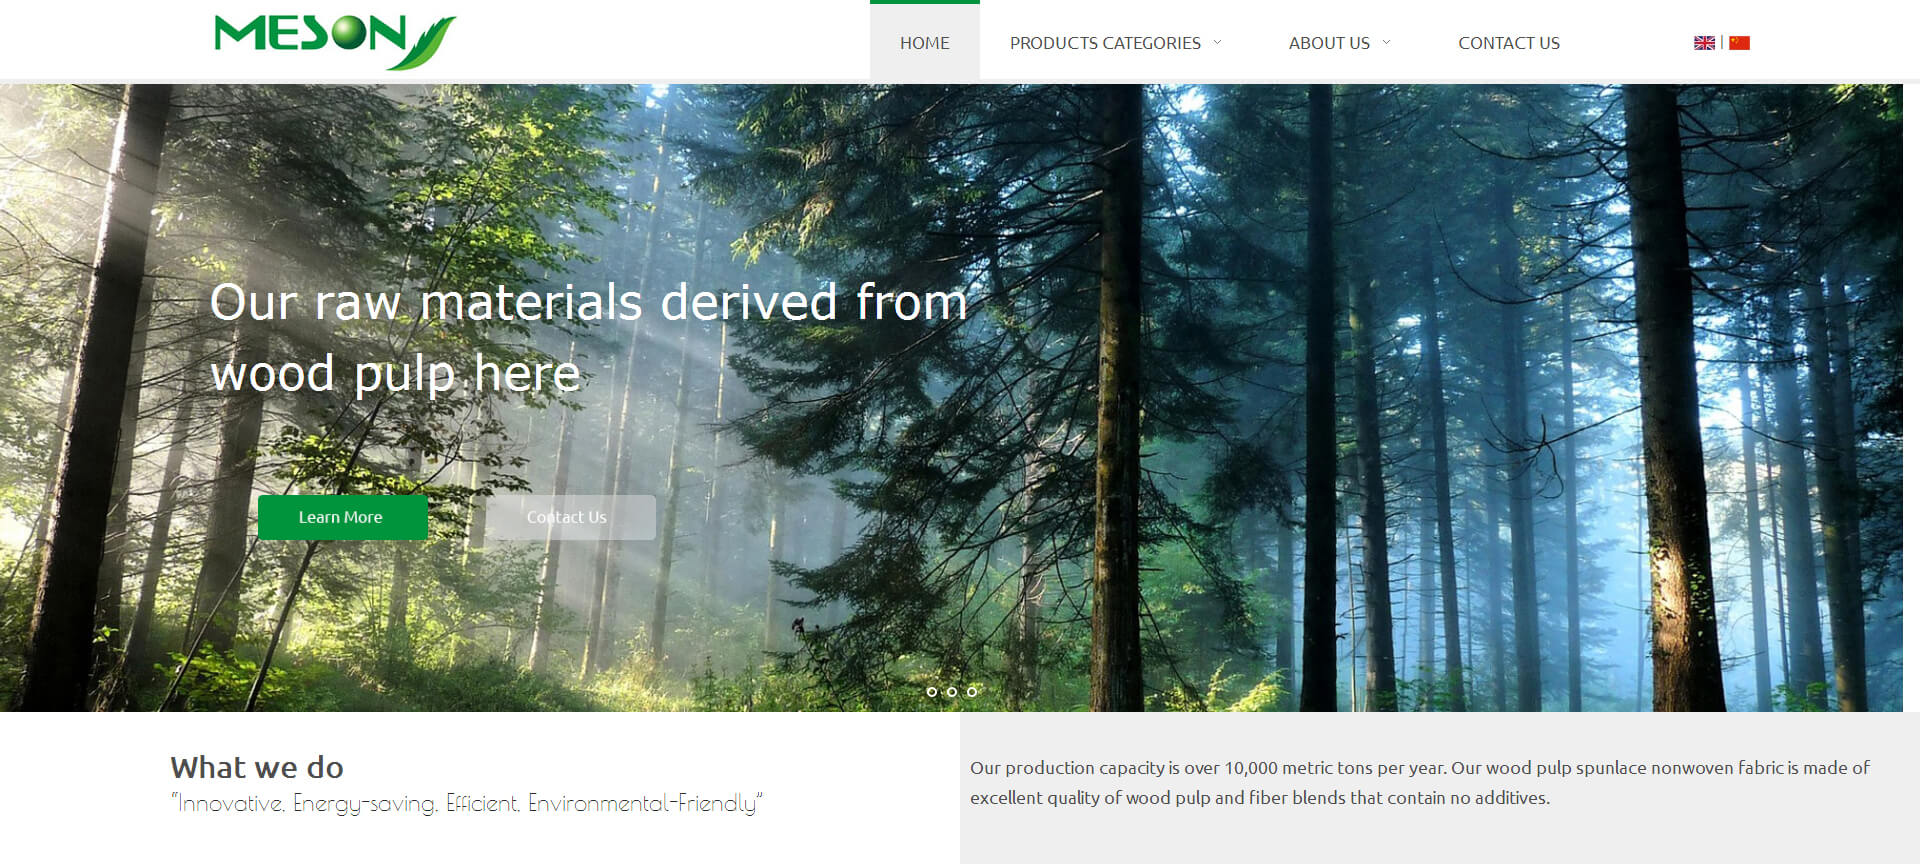 MESON
HOME
PRODUCTS CATEGORIES
ABOUT US
CONTACT US
|
Our raw materials derived from
wood pulp here
Learn More
Contact Us
What we do
"Innovative, Energy-saving, Efficient, Environmental-Friendly"
Our production capacity is over 10,000 metric tons per year. Our wood pulp spunlace nonwoven fabric is made of
excellent quality of wood pulp and fiber blends that contain no additives.